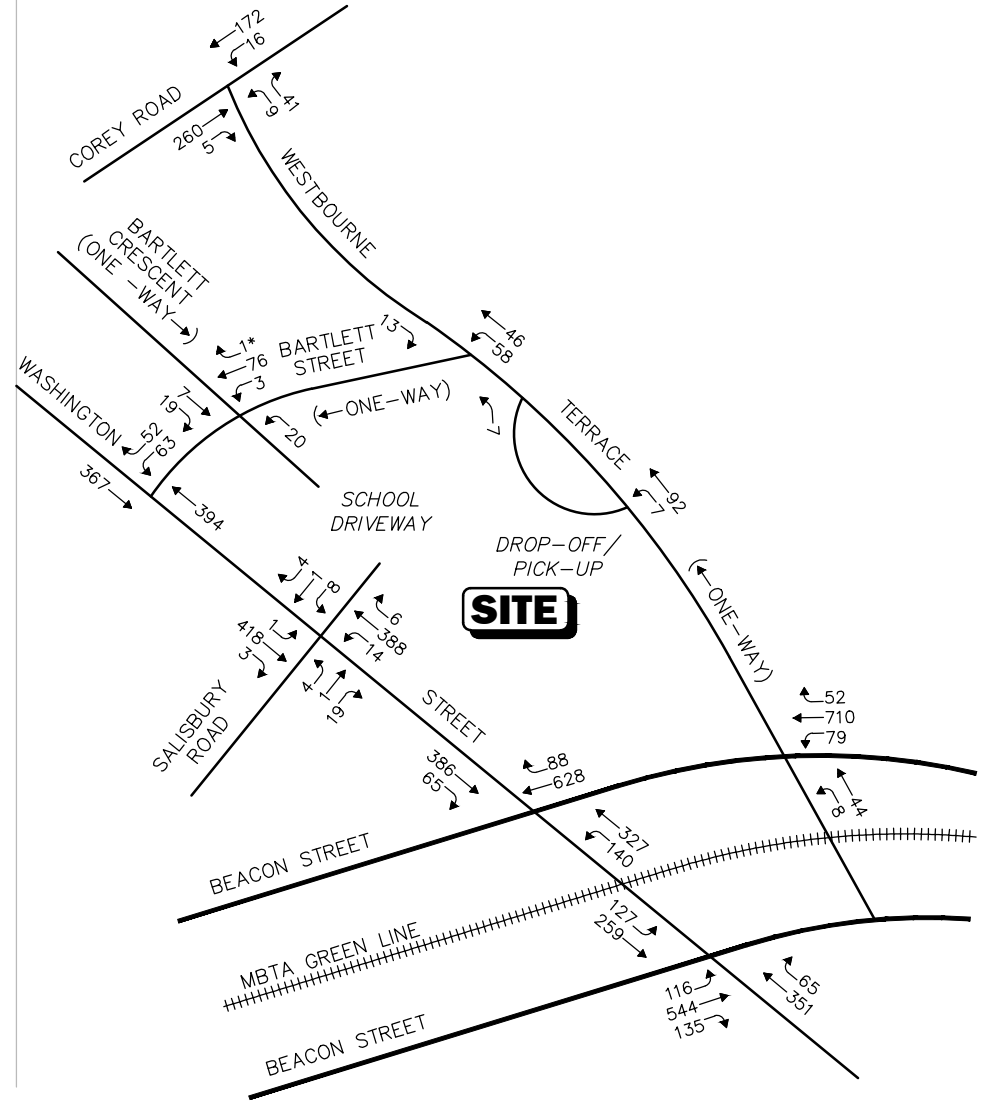 172
16
COREY ROAD
41
9
260
5
WESTBOURNE
BARTLETT
CRESCENT
(ONE -WAY→)
1*
76
3
BARTLETT
STREET
13
46
58
(←ONE-WAY)
WASHINGTON
7
19
52
63
20
7
TERRACE
367
394
SCHOOL
DRIVEWAY
92
7
DROP-OFF/
PICK-UP
SITE
(←ONE-WAY)
4
1
8
6
388
14
1
418
3
4
1
19
SALISBURY
ROAD
STREET
52
710
79
386
65
88
628
44
8
327
140
BEACON STREET
127
259
MBTA GREEN LINE
116
544
135
65
351
BEACON STREET